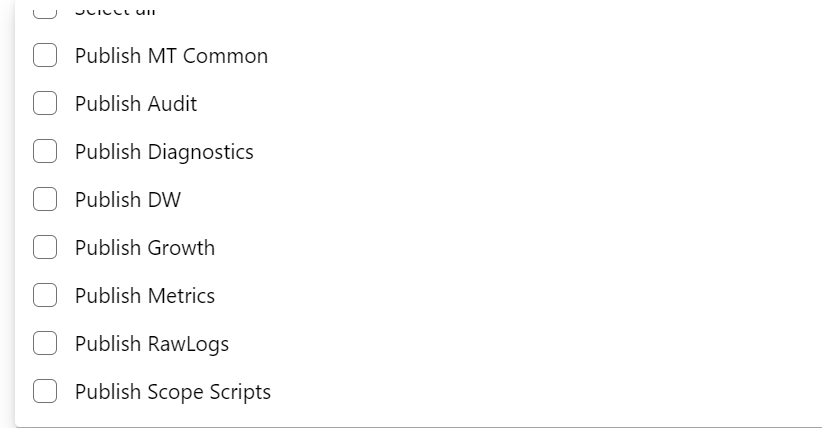 Select all
Publish MT Common
Publish Audit
Publish Diagnostics
Publish DW
Publish Growth
Publish Metrics
Publish RawLogs
Publish Scope Scripts